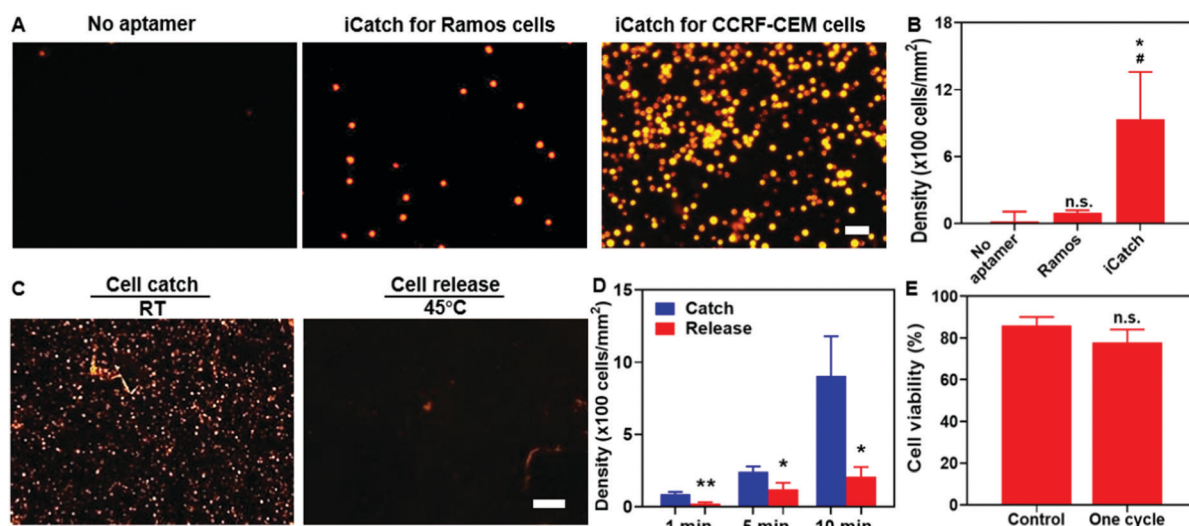 A
No aptamer
iCatch for Ramos cells
iCatch for CCRF-CEM cells
B
Density (x100 cells/mm²)
18
12
6
0
*
#
n.s.
No aptamer
Ramos
iCatch
C
Cell catch
RT
Cell release
45°C
D
Density (x100 cells/mm²)
15
10
5
0
Catch
Release
**
*
*
1 min
5 min
10 min
E
Cell viability (%)
100
80
60
40
20
0
n.s.
Control
One cycle